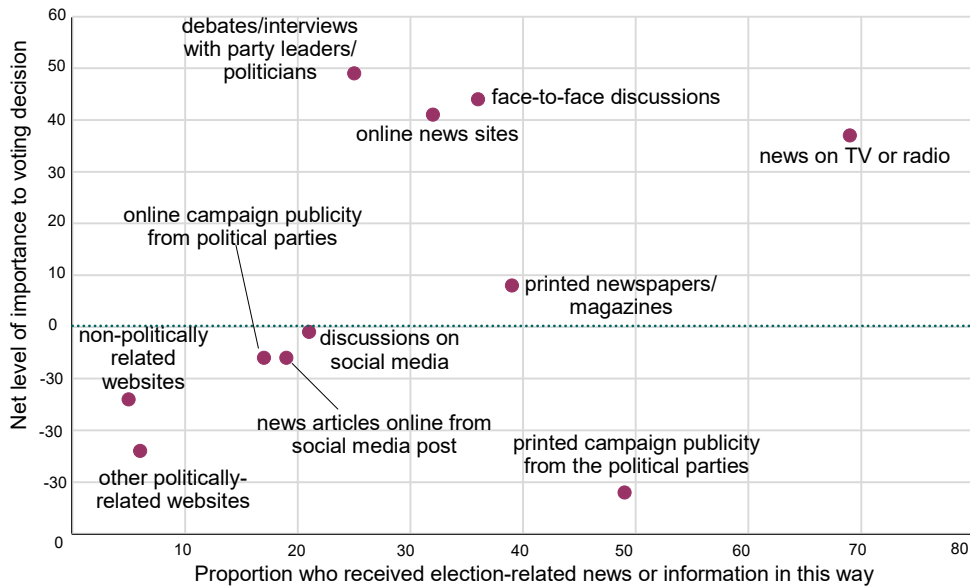 60
debates/interviews
with party leaders/
politicians
50
face-to-face discussions
40
online news sites
news on TV or radio
30
20
online campaign publicity
from political parties
10
printed newspapers/
magazines
0
non-politically
related
websites
discussions on
social media
-30
news articles online from
social media post
-30
printed campaign publicity
from the political parties
-30
other politically-
related websites
0
10
20
30
40
50
60
70
80
Net level of importance to voting decision
Proportion who received election-related news or information in this way